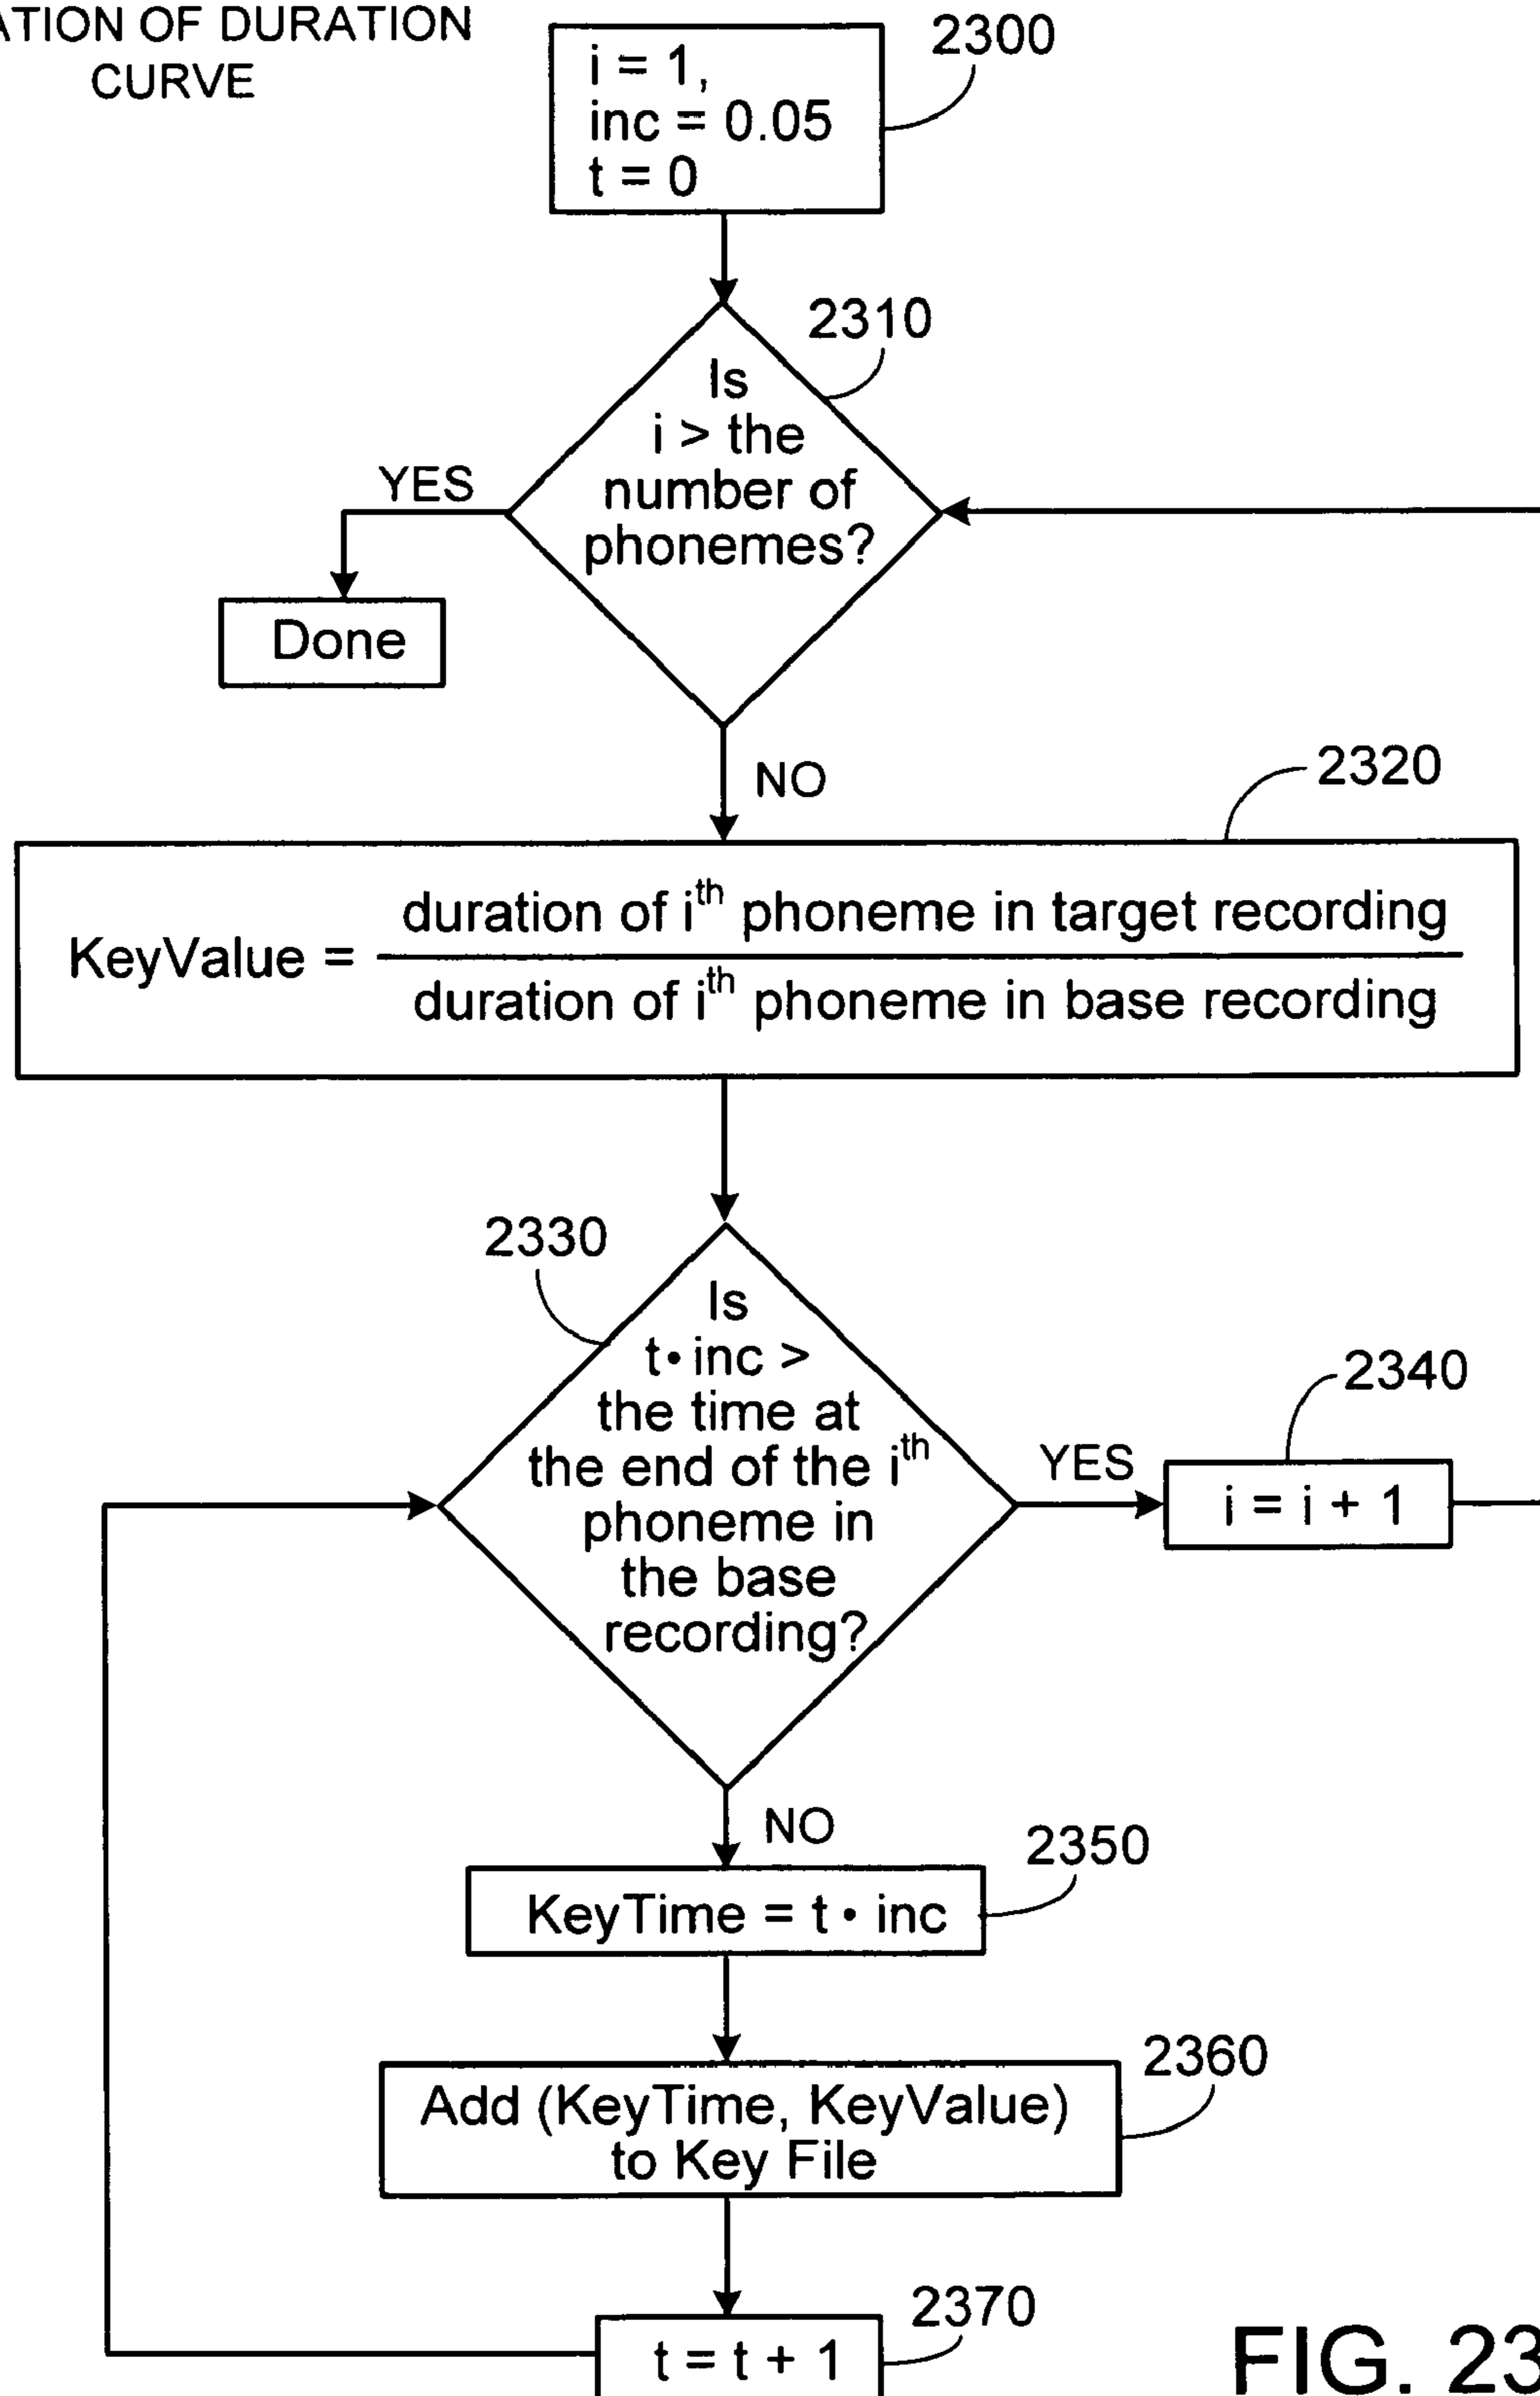 OF DURATION
CURVE
2300
i = 1,
inc = 0.05
t = 0
2310
Is
i > the
number of
phonemes?
YES
Done
NO
2320
KeyValue =
duration of iᵗʰ phoneme in target recording
duration of iᵗʰ phoneme in base recording
2330
Is
t • inc >
the time at
the end of the iᵗʰ
phoneme in
the base
recording?
YES
2340
i = i + 1
NO
2350
KeyTime = t • inc
2360
Add (KeyTime, KeyValue)
to Key File
2370
t = t + 1
FIG. 23